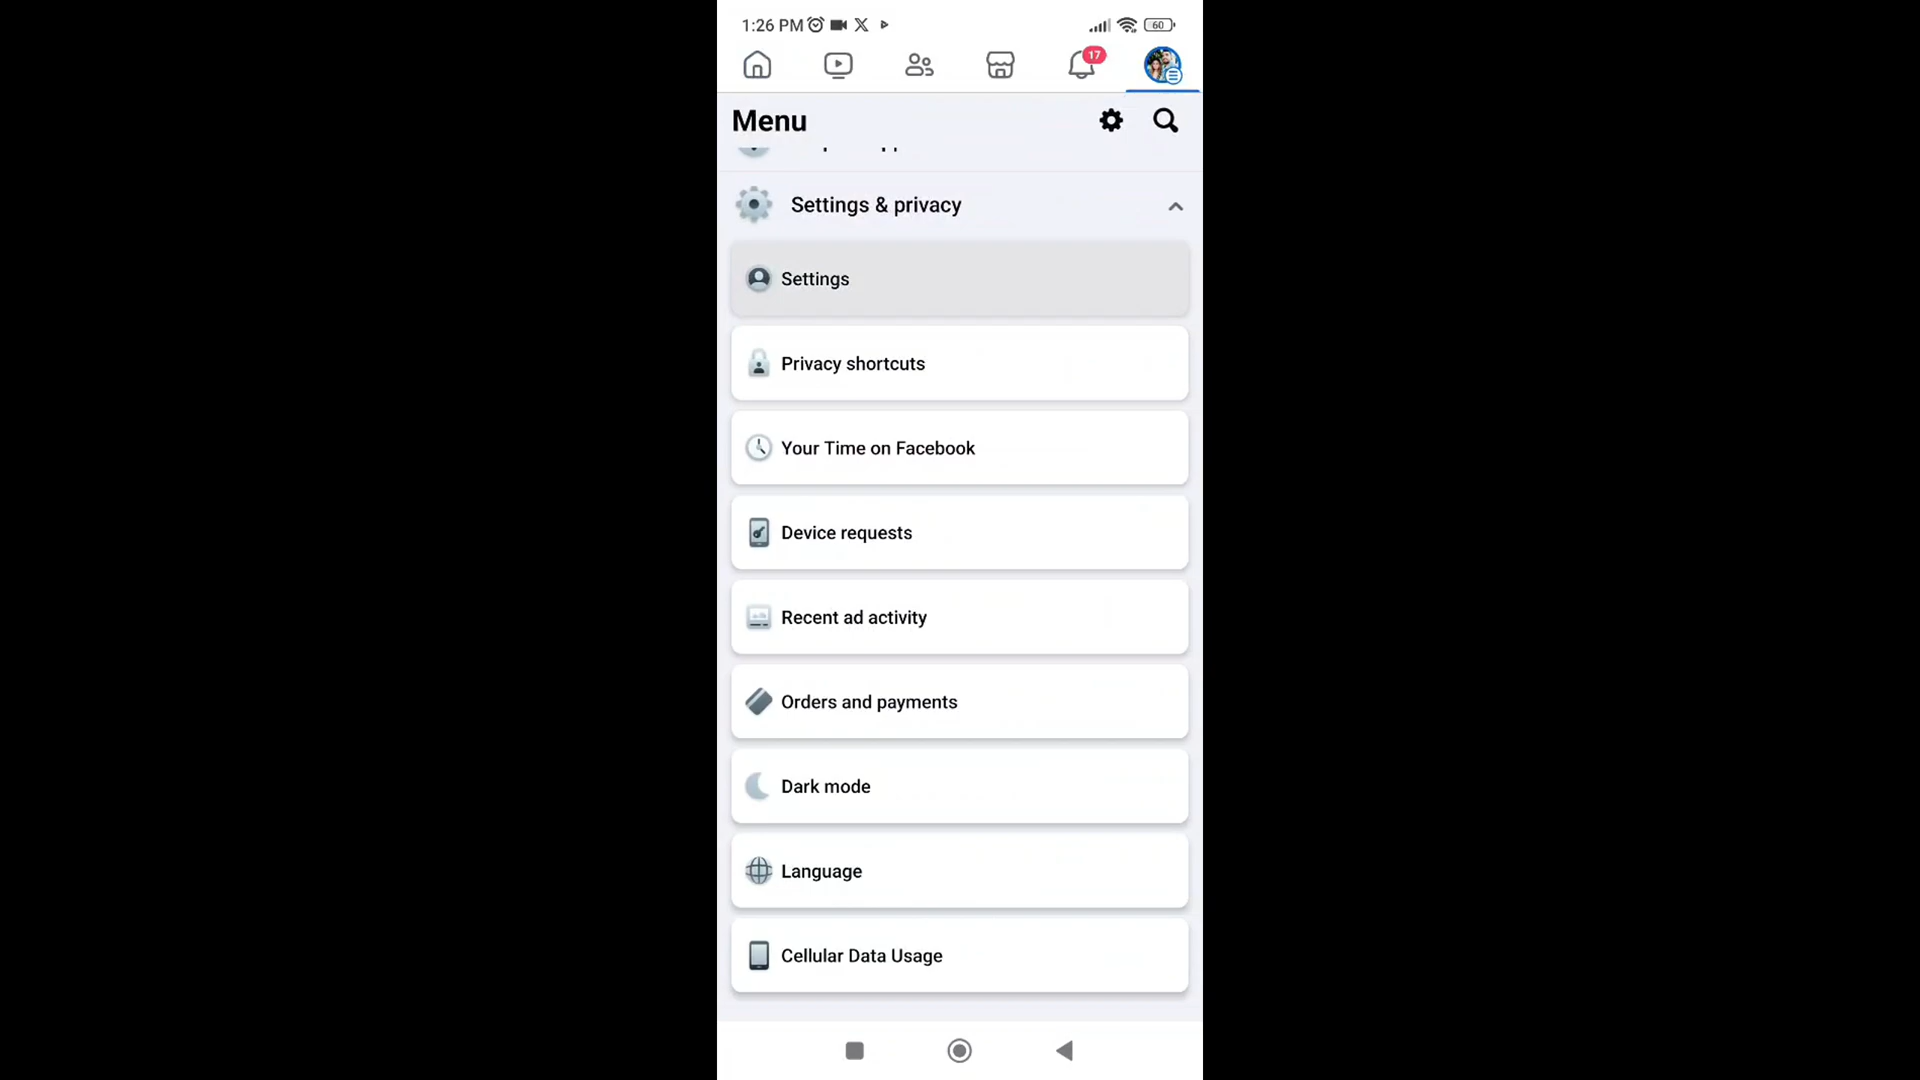 1:26 PM
60
17
Menu
Settings & privacy
Settings
Privacy shortcuts
Your Time on Facebook
Device requests
Recent ad activity
Orders and payments
Dark mode
Language
Cellular Data Usage